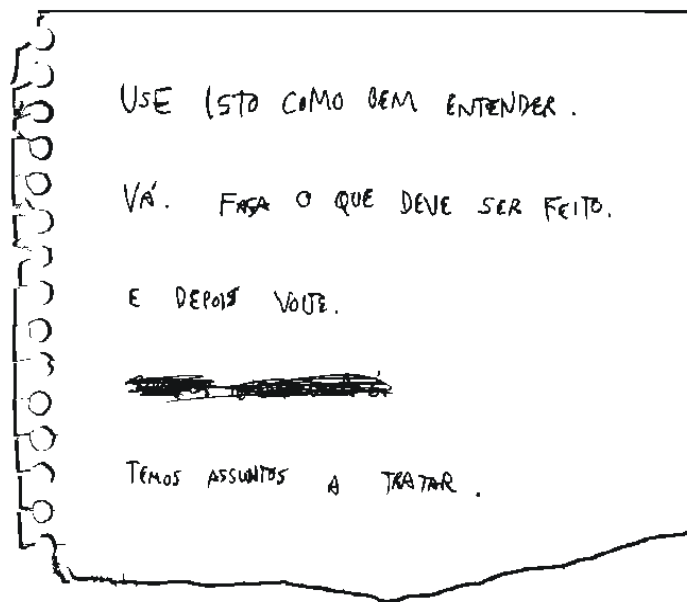 USE ISTO COMO BEM ENTENDER.
VÁ. FAÇA O QUE DEVE SER FEITO.
E DEPOIS VOLTE.
TEMOS ASSUNTOS A TRATAR.